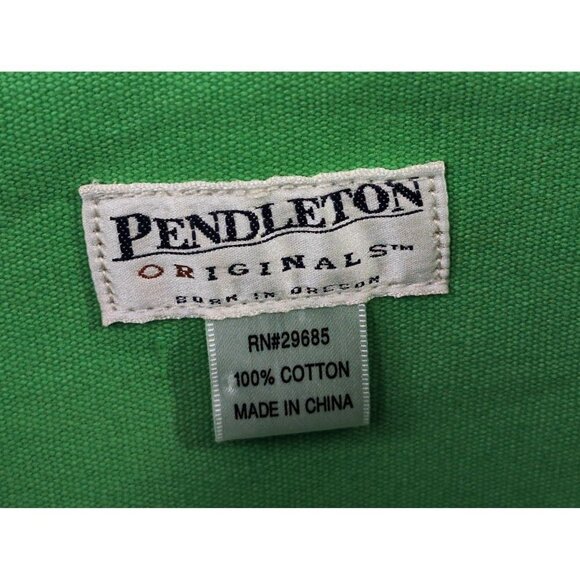 PENDLETON
ORIGINALS™
BORN IN OREGON
RN#29685
100% COTTON
MADE IN CHINA